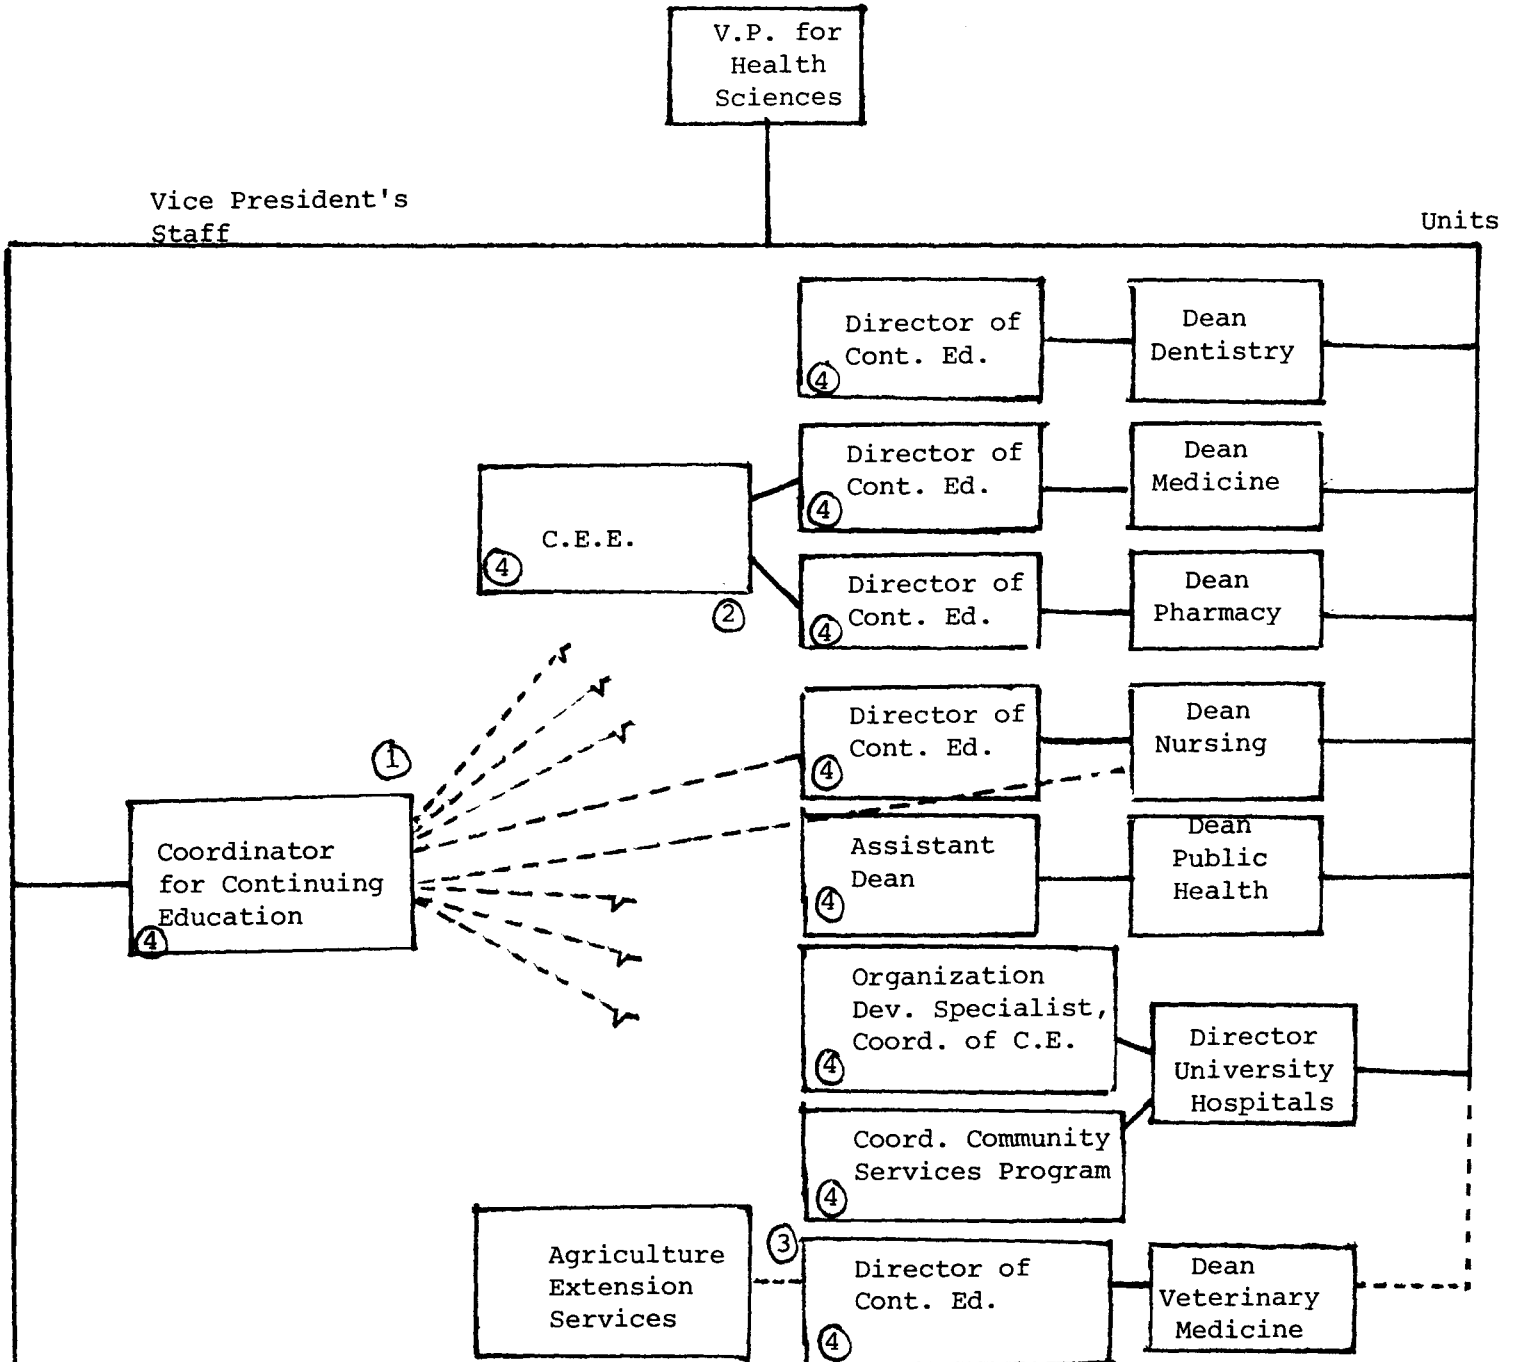 V.P. for
Health
Sciences
Vice President's
Staff
Units
Director of
Cont. Ed.
4
Dean
Dentistry
Director of
Cont. Ed.
4
Dean
Medicine
C.E.E.
4
2
Director of
Cont. Ed.
4
Dean
Pharmacy
Director of
Cont. Ed.
4
Dean
Nursing
1
Coordinator
for Continuing
Education
4
Assistant
Dean
4
Dean
Public
Health
Organization
Dev. Specialist,
Coord. of C.E.
4
Director
University
Hospitals
Coord. Community
Services Program
4
Agriculture
Extension
Services
3
Director of
Cont. Ed.
4
Dean
Veterinary
Medicine